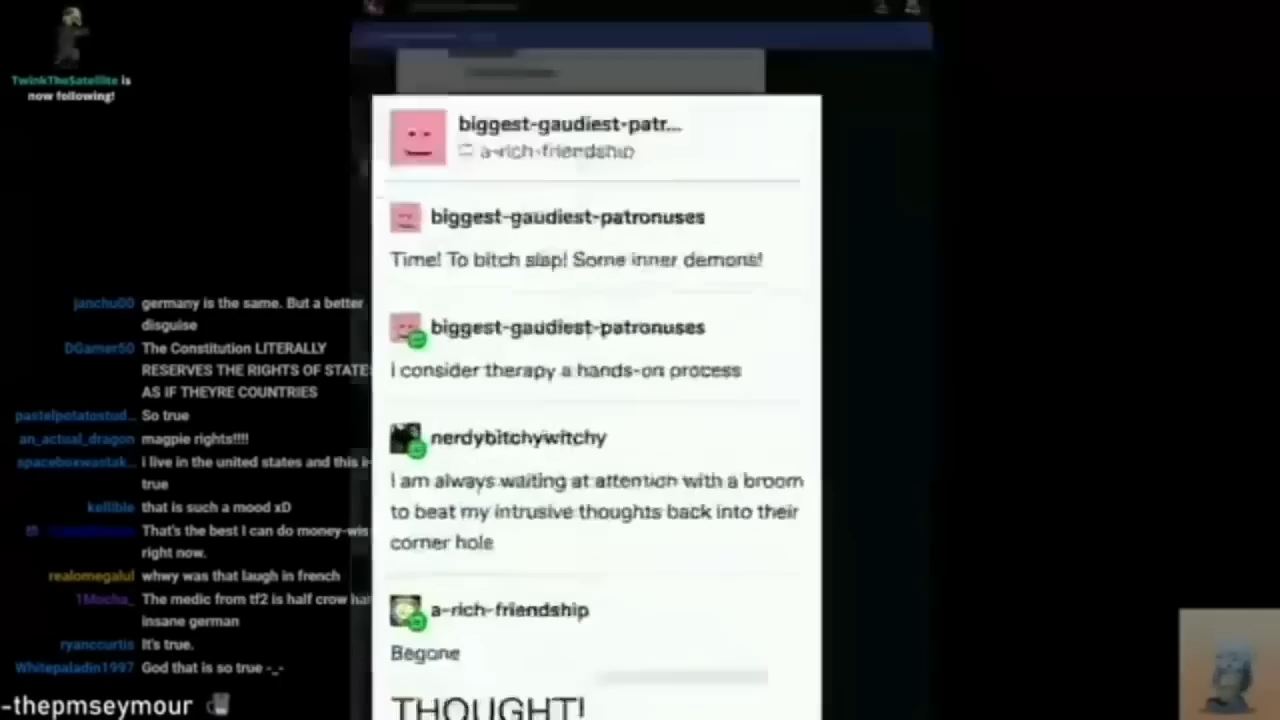 TwinkTheSatellite is
now following!
biggest-gaudiest-patr...
a-rich-friendship
biggest-gaudiest-patronuses
Time! To bitch slap! Some inner demons!
biggest-gaudiest-patronuses
I consider therapy a hands-on process
nerdybitchywitchy
I am always waiting at attention with a broom
to beat my intrusive thoughts back into their
corner hole
a-rich-friendship
Begone
THOUGHT!
janchu00 germany is the same. But a better
disguise
DGamer50 The Constitution LITERALLY
RESERVES THE RIGHTS OF STATE
AS IF THEYRE COUNTRIES
pastelpotatostud... So true
an_actual_dragon magpie rights!!!!
spaceboxwastak... i live in the united states and this i
true
kellible that is such a mood xD
That's the best I can do money-wis
right now.
realomegalul whwy was that laugh in french
1Mocha_ The medic from tf2 is half crow hal
insane german
ryanccurtis It's true.
Whitepaladin1997 God that is so true -_-
-thepmseymour